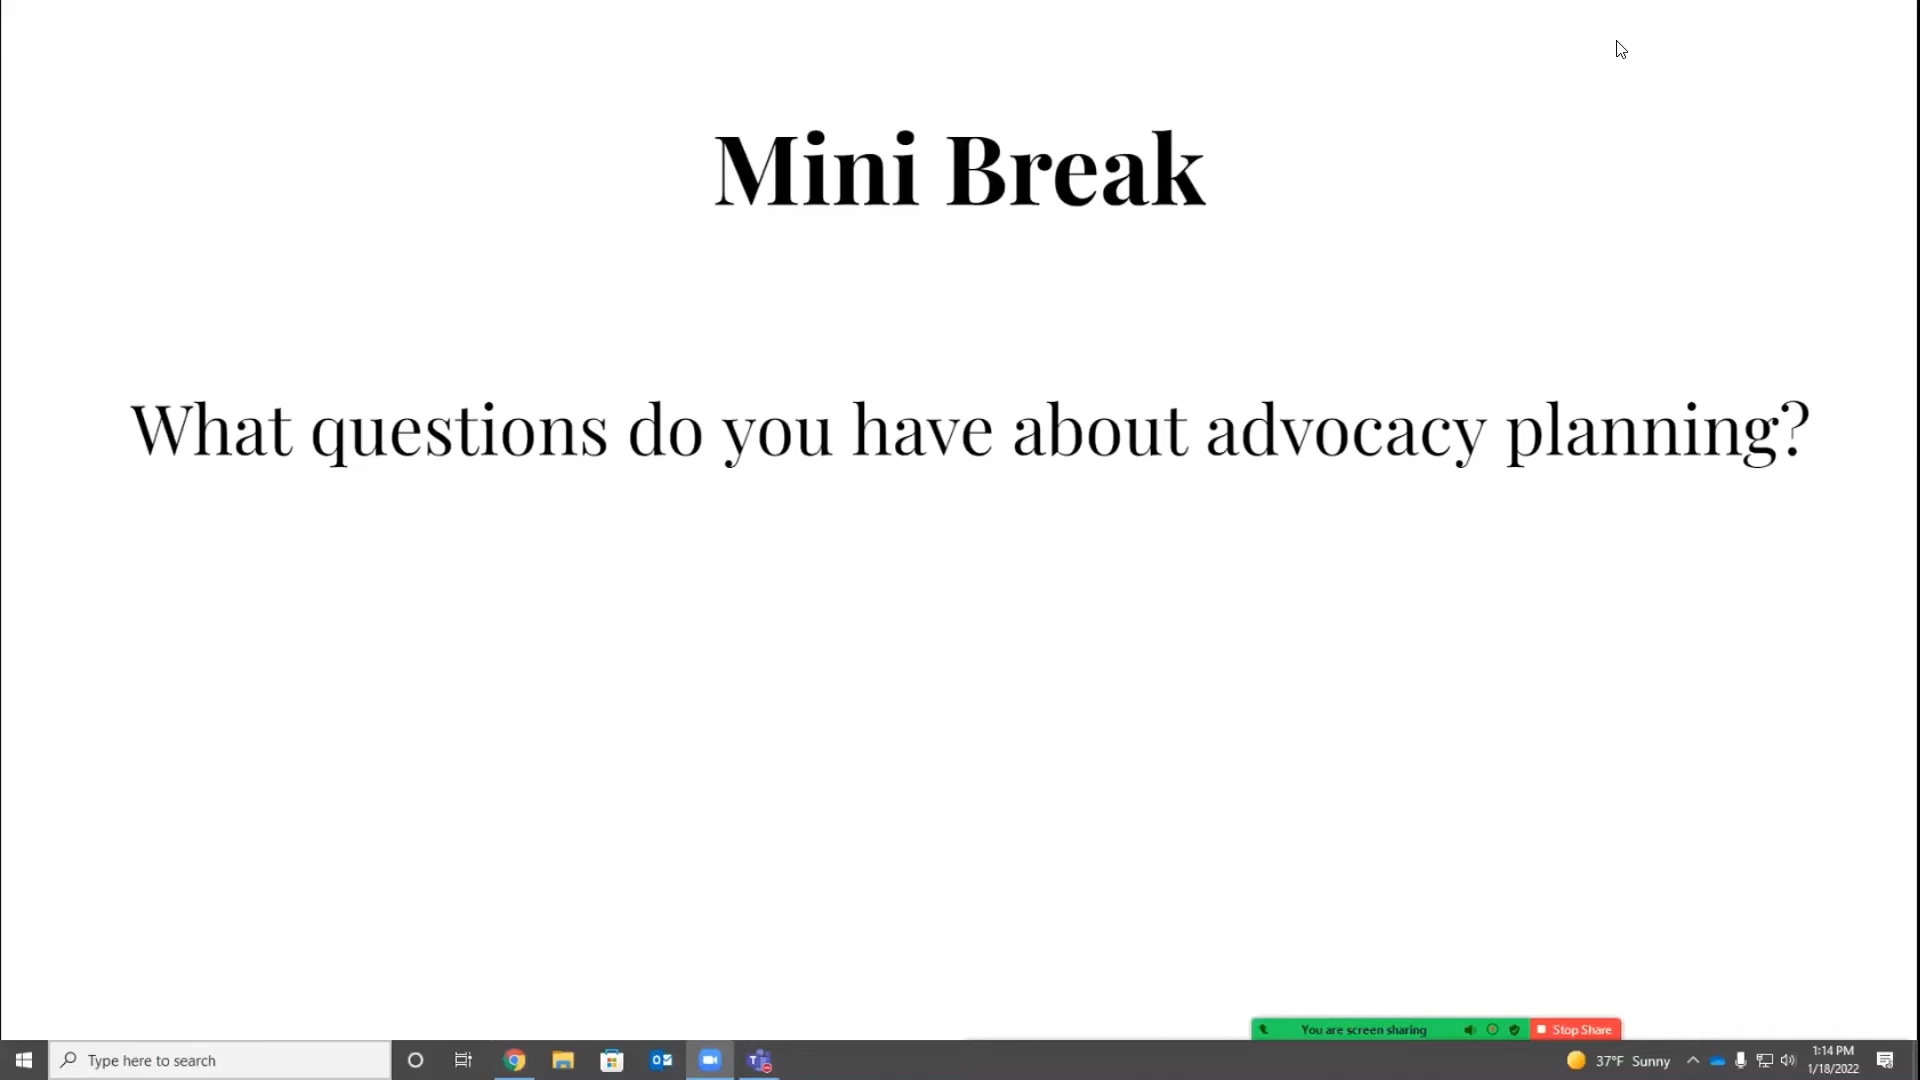 Mini Break
What questions do you have about advocacy planning?
You are screen sharing
Stop Share
Type here to search
37°F Sunny
1:14 PM
1/18/2022